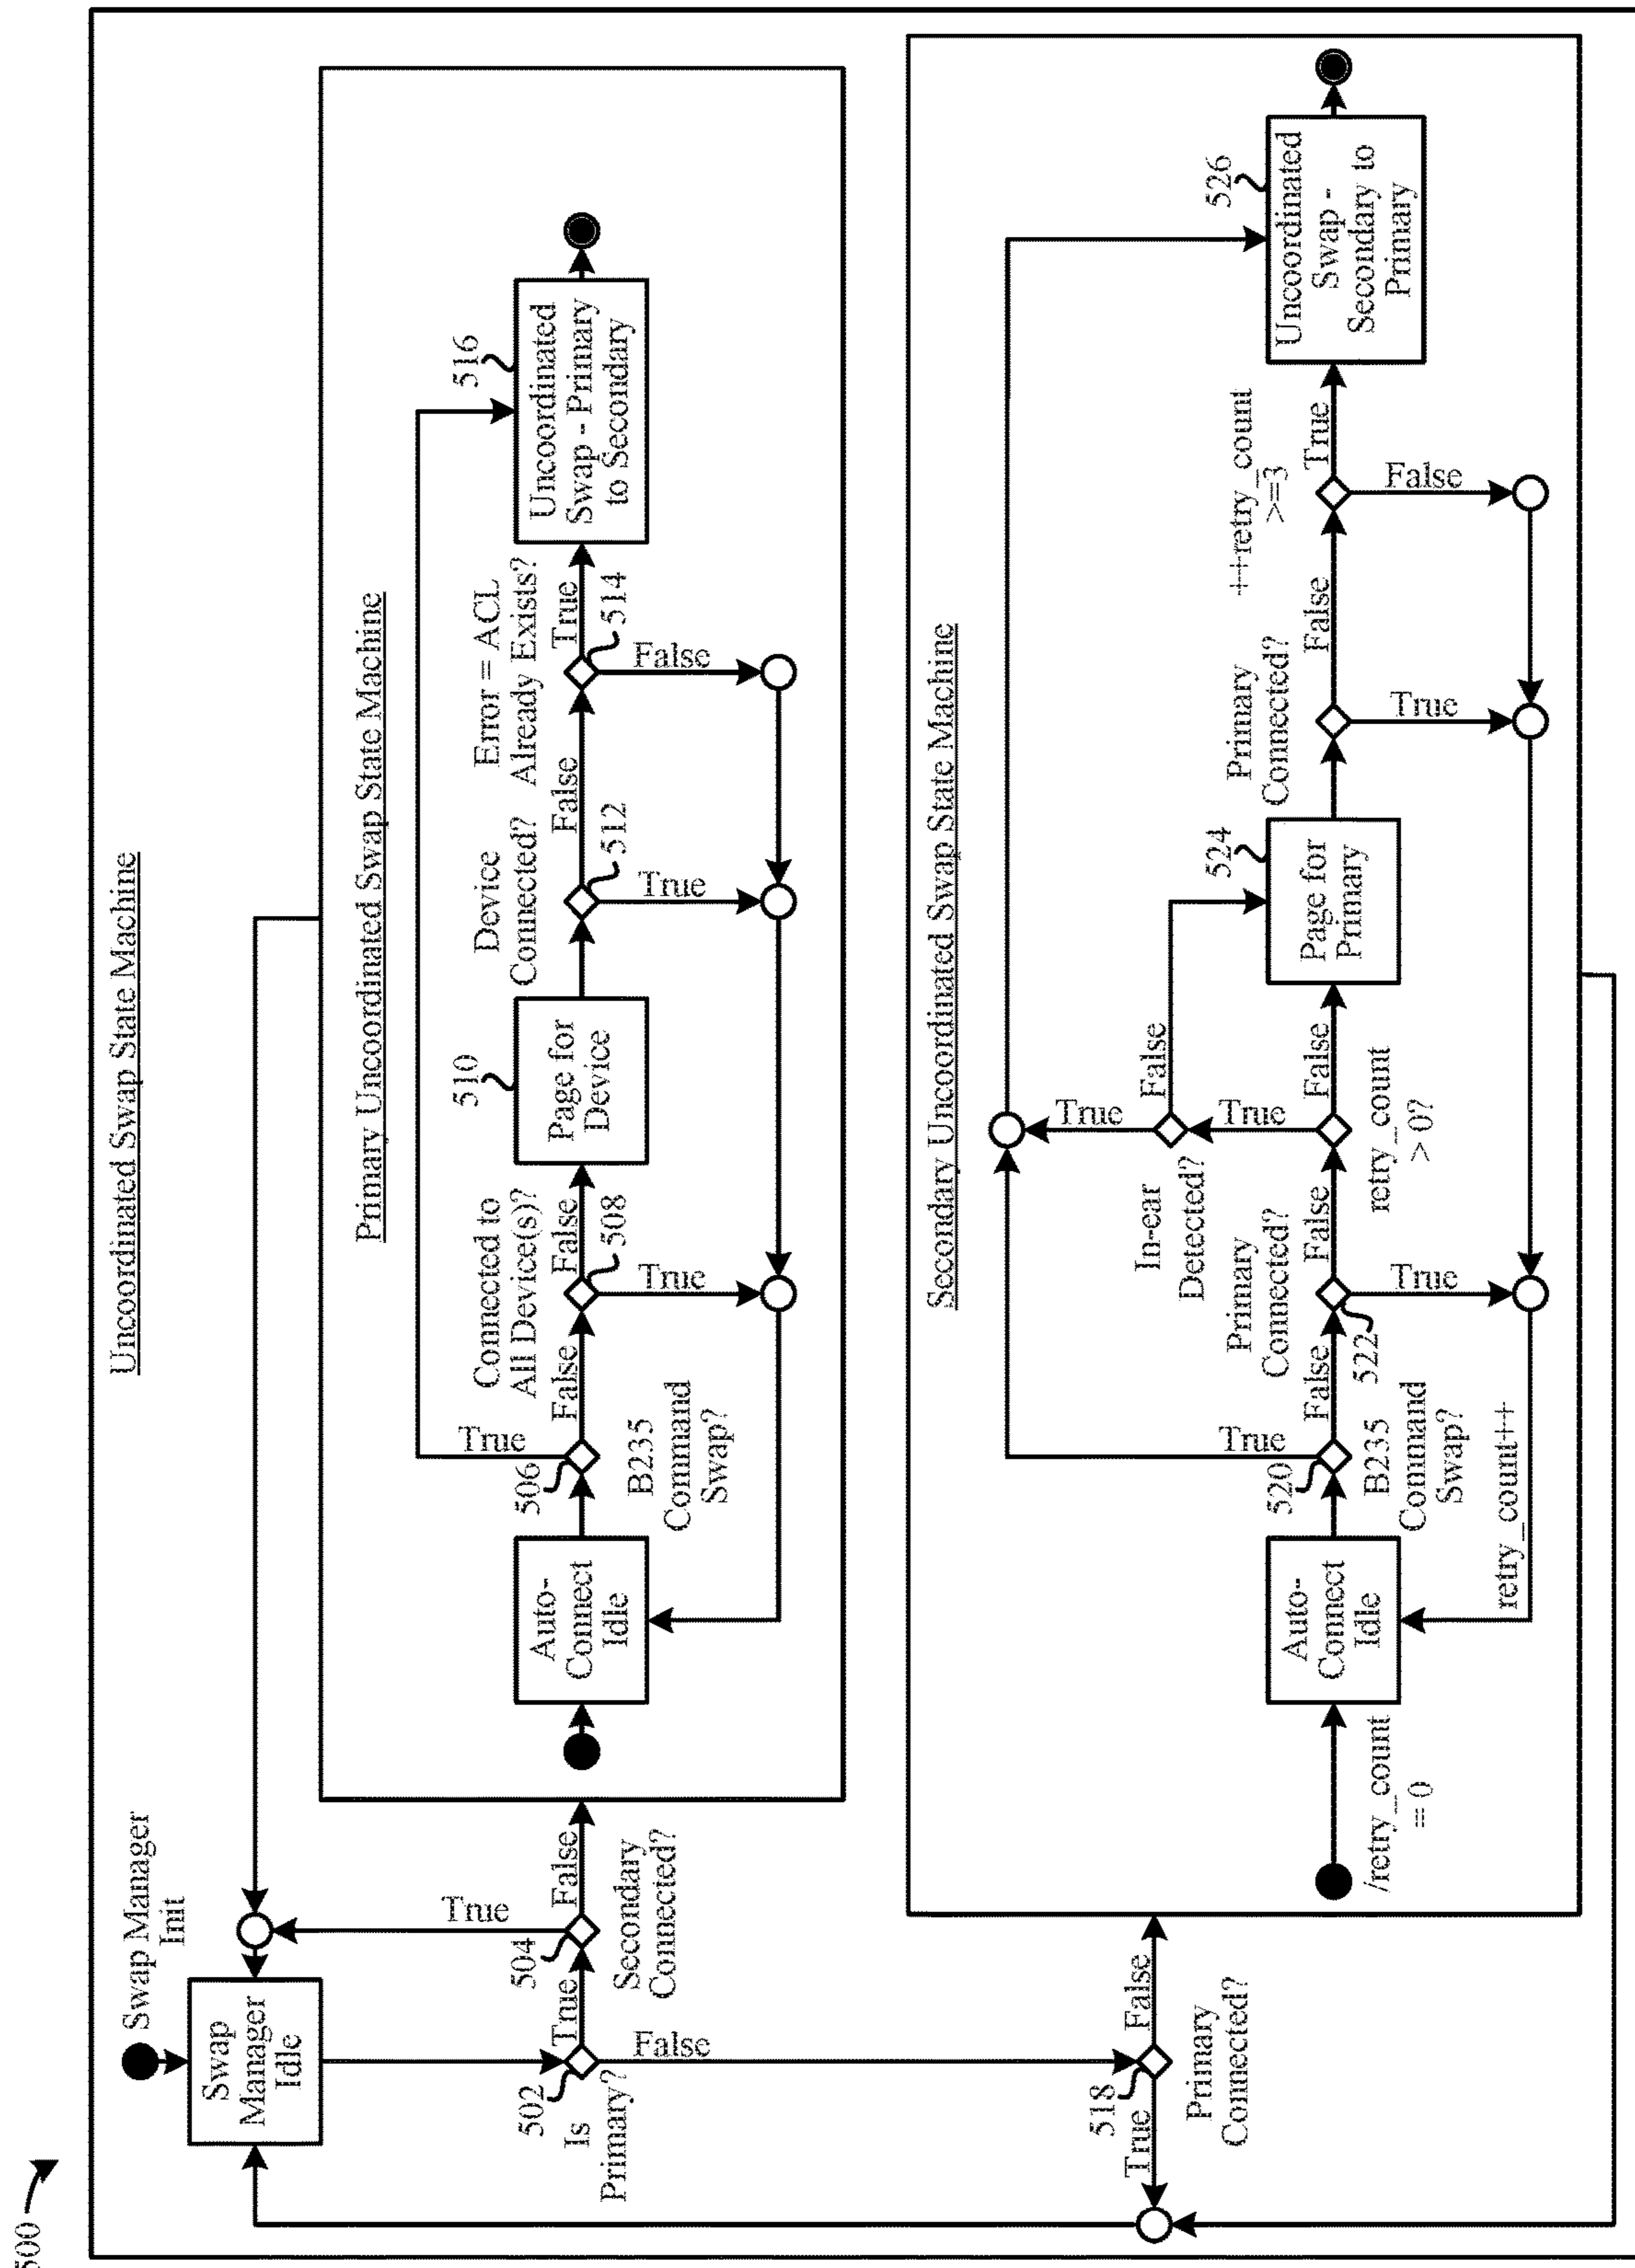 500
Uncoordinated Swap State Machine
Swap Manager
Init
Swap
Manager
Idle
502
Is
Primary?
True
False
504
Secondary
Connected?
True
False
Primary Uncoordinated Swap State Machine
Auto-
Connect
Idle
506
B235
Command
Swap?
True
False
Connected to
All Device(s)?
508
False
True
510
Page for
Device
Device
Connected?
512
False
True
Error = ACL
Already Exists?
514
True
False
516
Uncoordinated
Swap - Primary
to Secondary
518
Primary
Connected?
True
False
Secondary Uncoordinated Swap State Machine
/retry_count
= 0
Auto-
Connect
Idle
retry_count++
520
B235
Command
Swap?
True
False
Primary
Connected?
522
False
True
retry_count
> 0?
True
False
In-ear
Detected?
True
False
524
Page for
Primary
Primary
Connected?
False
True
++retry_count
>=3
True
False
526
Uncoordinated
Swap -
Secondary to
Primary